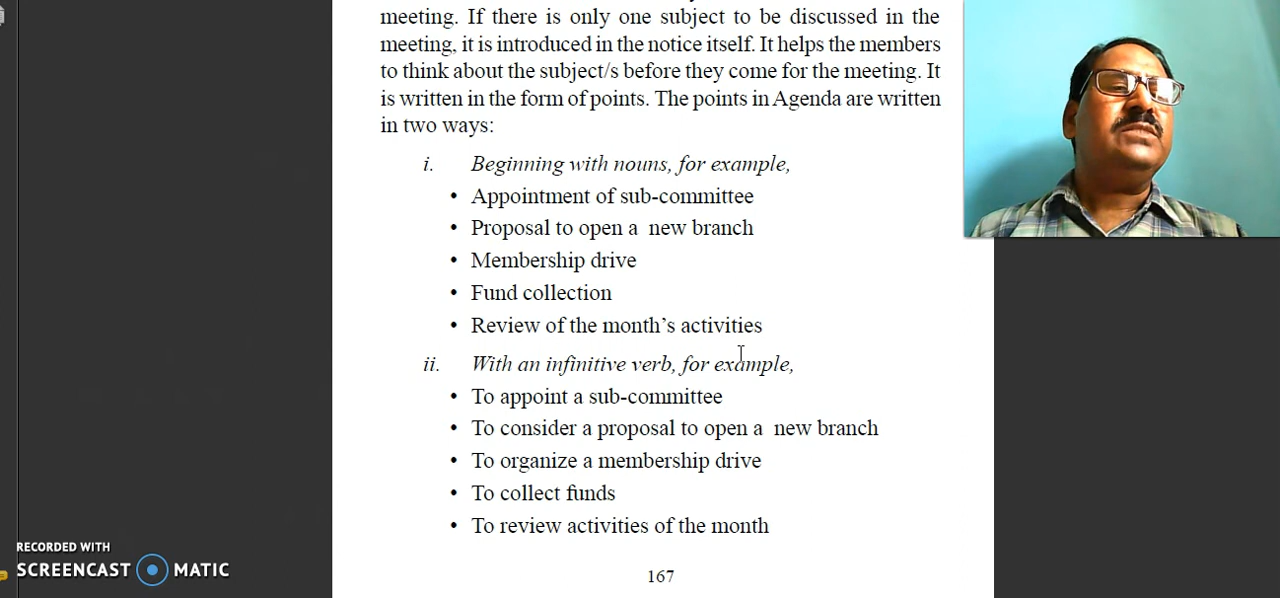 meeting. If there is only one subject to be discussed in the
meeting, it is introduced in the notice itself. It helps the members
to think about the subject/s before they come for the meeting. It
is written in the form of points. The points in Agenda are written
in two ways:
i. Beginning with nouns, for example,
• Appointment of sub-committee
• Proposal to open a new branch
• Membership drive
• Fund collection
• Review of the month’s activities
ii. With an infinitive verb, for example,
• To appoint a sub-committee
• To consider a proposal to open a new branch
• To organize a membership drive
• To collect funds
• To review activities of the month
167
RECORDED WITH
SCREENCAST MATIC